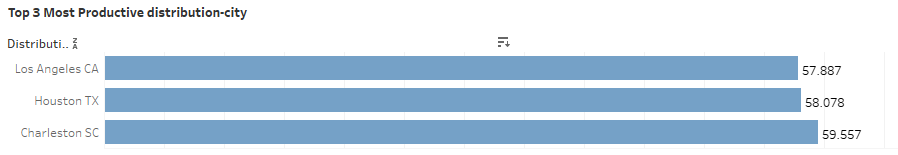 Top 3 Most Productive distribution-city
Distributi..
Los Angeles CA 57.887
Houston TX 58.078
Charleston SC 59.557